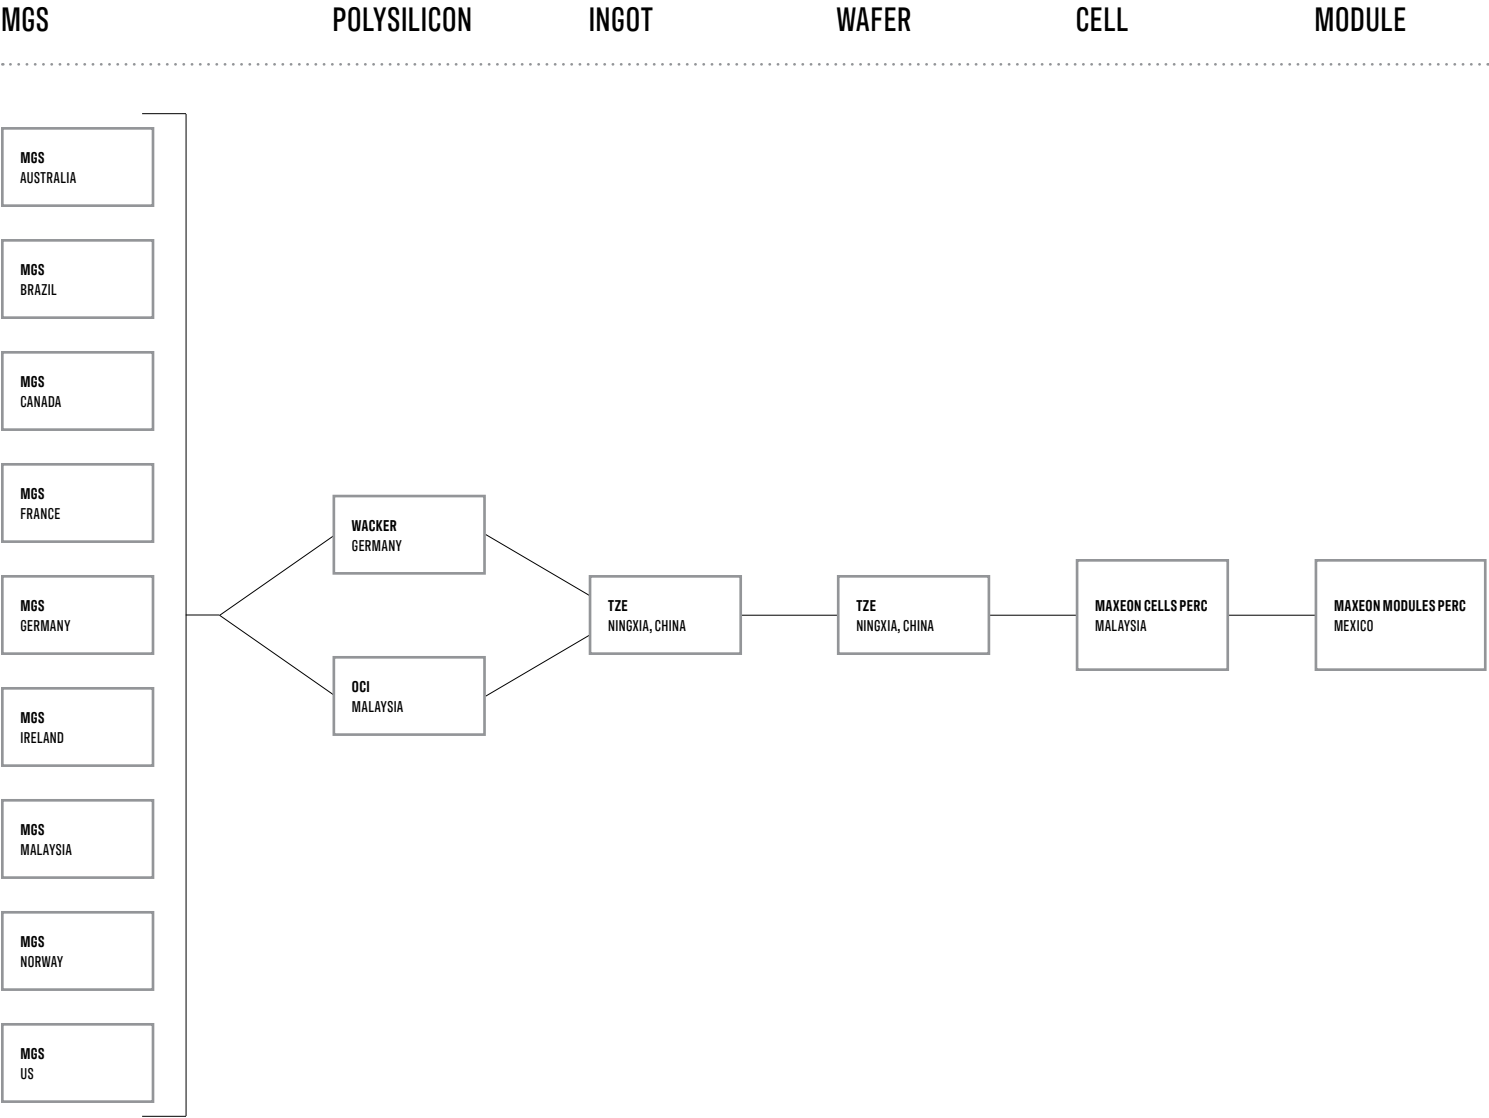 MGS
POLYSILICON
INGOT
WAFER
CELL
MODULE
MGS
AUSTRALIA
MGS
BRAZIL
MGS
CANADA
MGS
FRANCE
MGS
GERMANY
MGS
IRELAND
MGS
MALAYSIA
MGS
NORWAY
MGS
US
WACKER
GERMANY
OCI
MALAYSIA
TZE
NINGXIA, CHINA
TZE
NINGXIA, CHINA
MAXEON CELLS PERC
MALAYSIA
MAXEON MODULES PERC
MEXICO